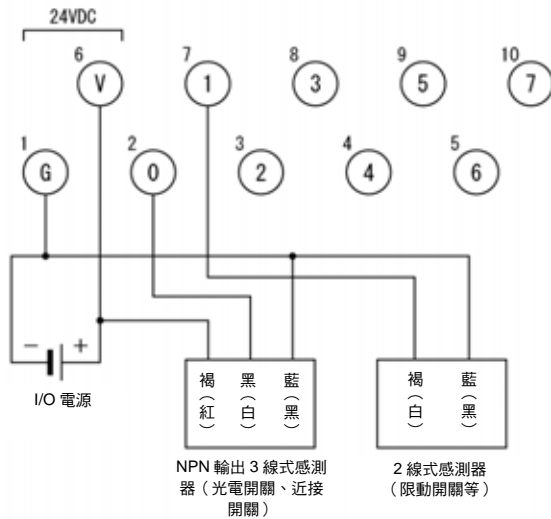 24VDC
6 7 8 9 10
V 1 3 5 7
1 2 3 4 5
G 0 2 4 6
− +
I/O 電源
褐（紅） 黑（白） 藍（黑）
褐（白） 藍（黑）
NPN 輸出 3 線式感測
器（光電開關、近接
開關）
2 線式感測器
（限動開關等）